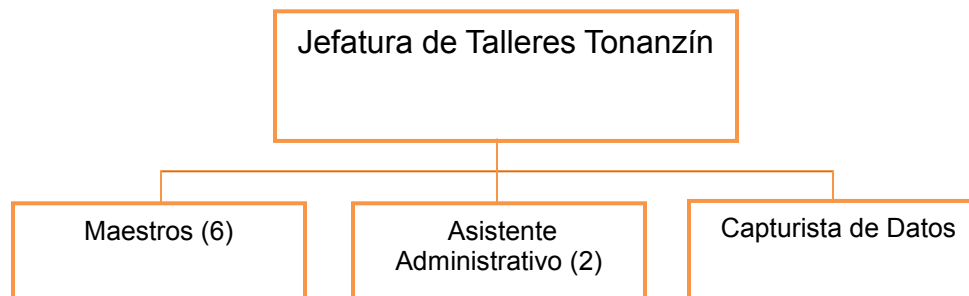 Jefatura de Talleres Tonanzín
Maestros (6)
Asistente
Administrativo (2)
Capturista de Datos